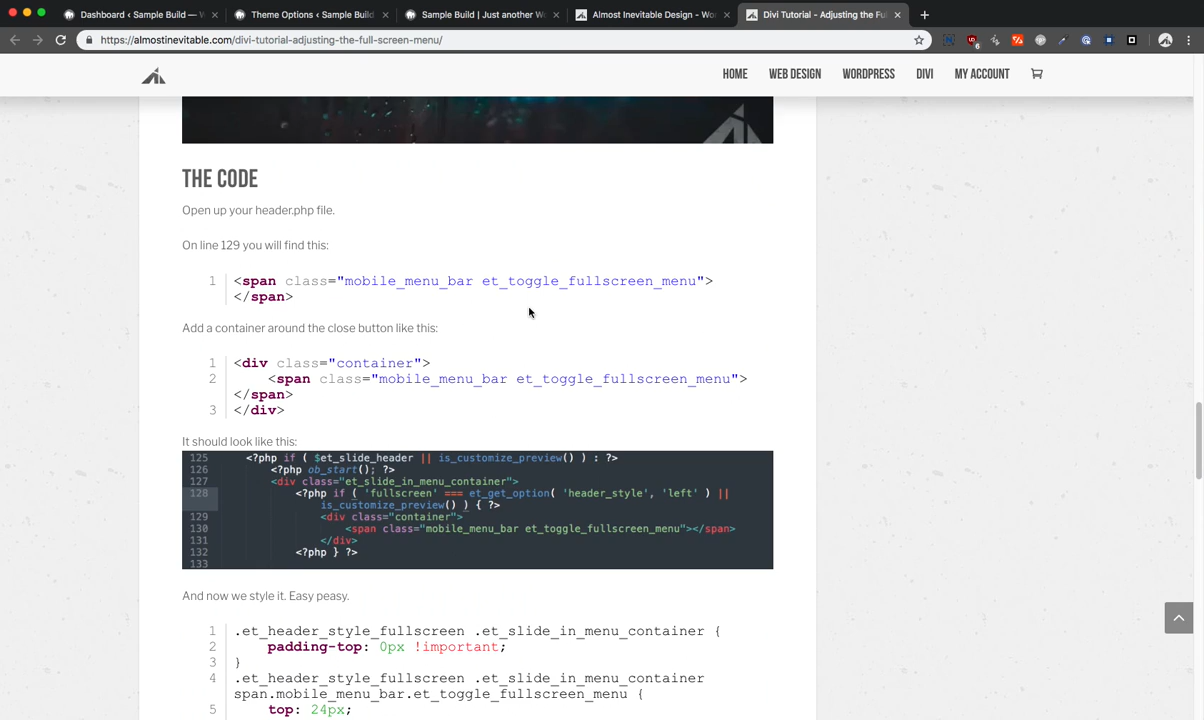 Dashboard ‹ Sample Build — W
Theme Options ‹ Sample Build
Sample Build | Just another W
Almost Inevitable Design - Wo
Divi Tutorial - Adjusting the Ful
https://almostinevitable.com/divi-tutorial-adjusting-the-full-screen-menu/
6
HOME
WEB DESIGN
WORDPRESS
DIVI
MY ACCOUNT
THE CODE
Open up your header.php file.
On line 129 you will find this:
1 <span class="mobile_menu_bar et_toggle_fullscreen_menu">
</span>
Add a container around the close button like this:
1 <div class="container">
2 <span class="mobile_menu_bar et_toggle_fullscreen_menu">
</span>
3 </div>
It should look like this:
125 <?php if ( $et_slide_header || is_customize_preview() ) : ?>
126 <?php ob_start(); ?>
127 <div class="et_slide_in_menu_container">
128 <?php if ( 'fullscreen' === et_get_option( 'header_style', 'left' ) ||
is_customize_preview() ) { ?>
129 <div class="container">
130 <span class="mobile_menu_bar et_toggle_fullscreen_menu"></span>
131 </div>
132 <?php } ?>
133
And now we style it. Easy peasy.
1 .et_header_style_fullscreen .et_slide_in_menu_container {
2 padding-top: 0px !important;
3 }
4 .et_header_style_fullscreen .et_slide_in_menu_container
span.mobile_menu_bar.et_toggle_fullscreen_menu {
5 top: 24px;